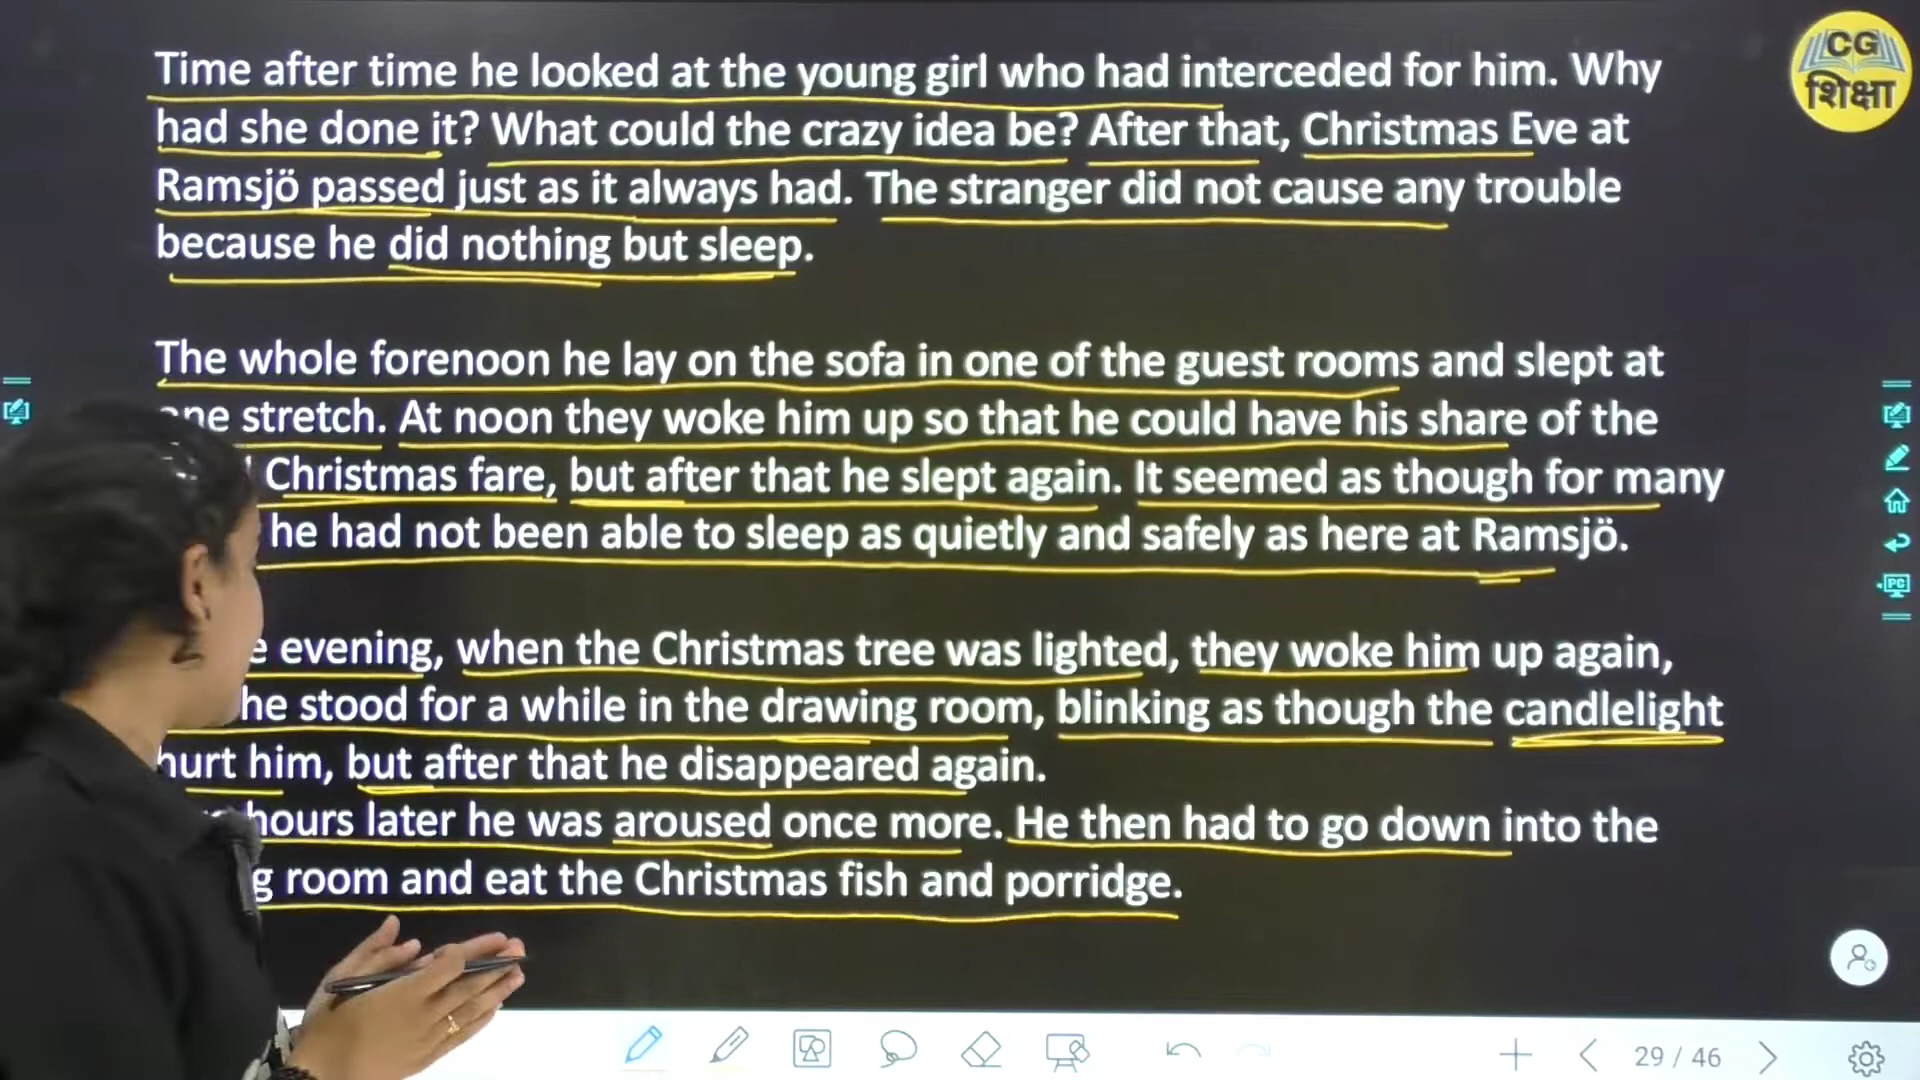 CG
शिक्षा
Time after time he looked at the young girl who had interceded for him. Why
had she done it? What could the crazy idea be? After that, Christmas Eve at
Ramsjö passed just as it always had. The stranger did not cause any trouble
because he did nothing but sleep.
The whole forenoon he lay on the sofa in one of the guest rooms and slept at
one stretch. At noon they woke him up so that he could have his share of the
Christmas fare, but after that he slept again. It seemed as though for many
he had not been able to sleep as quietly and safely as here at Ramsjö.
evening, when the Christmas tree was lighted, they woke him up again,
he stood for a while in the drawing room, blinking as though the candlelight
hurt him, but after that he disappeared again.
hours later he was aroused once more. He then had to go down into the
room and eat the Christmas fish and porridge.
PC
29 / 46